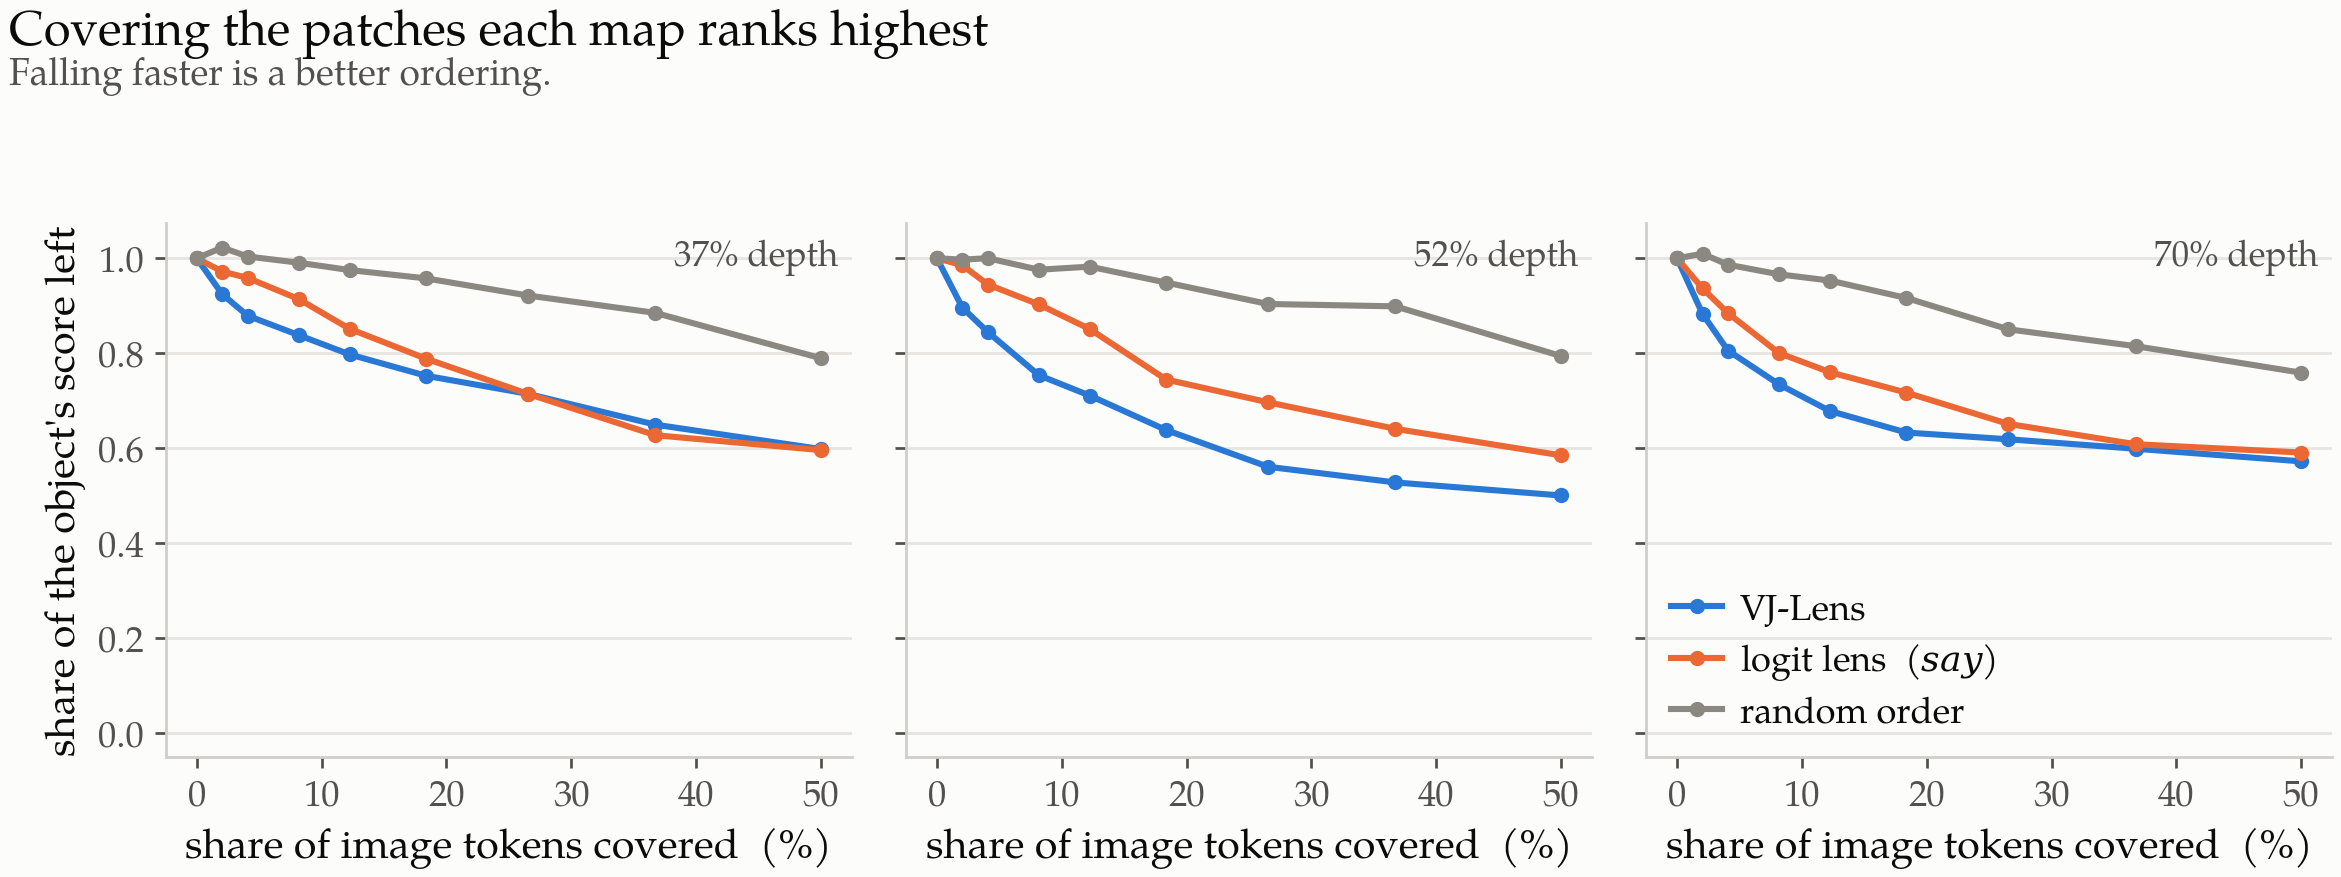 Covering the patches each map ranks highest
Falling faster is a better ordering.
share of the object's score left
1.0
0.8
0.6
0.4
0.2
0.0
37% depth
0 10 20 30 40 50
share of image tokens covered (%)
52% depth
0 10 20 30 40 50
share of image tokens covered (%)
70% depth
VJ-Lens
logit lens (say)
random order
0 10 20 30 40 50
share of image tokens covered (%)